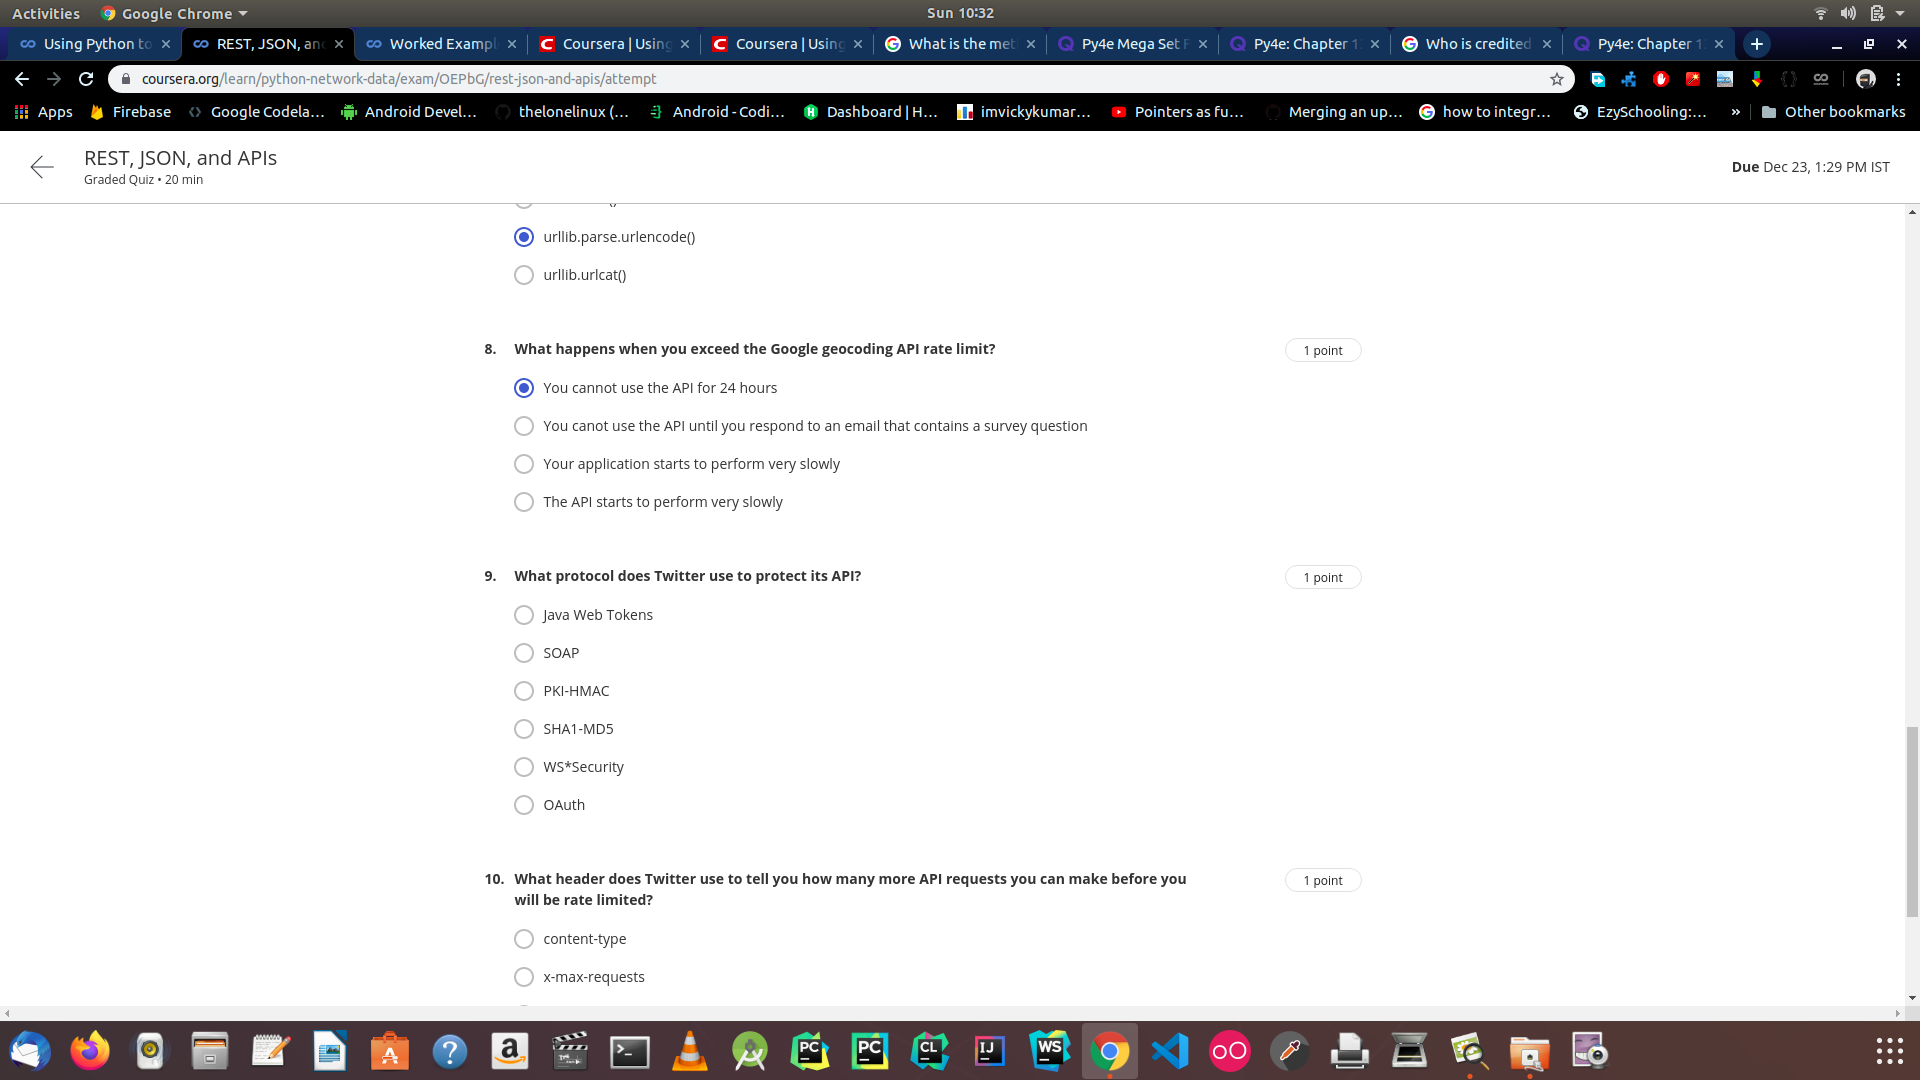 Activities
Google Chrome
Sun 10:32
Using Python to
REST, JSON, an
Worked Exampl
Coursera | Using
Coursera | Using
What is the met
Py4e Mega Set F
Py4e: Chapter 1
Who is credited
Py4e: Chapter 1
coursera.org/learn/python-network-data/exam/OEPbG/rest-json-and-apis/attempt
Apps
Firebase
Google Codela...
Android Devel...
thelonelinux (...
Android - Codi...
Dashboard | H...
imvickykumar...
Pointers as fu...
Merging an up...
how to integr...
EzySchooling:...
»
Other bookmarks
REST, JSON, and APIs
Graded Quiz • 20 min
Due Dec 23, 1:29 PM IST
urllib.parse.urlencode()
urllib.urlcat()
8. What happens when you exceed the Google geocoding API rate limit?
1 point
You cannot use the API for 24 hours
You canot use the API until you respond to an email that contains a survey question
Your application starts to perform very slowly
The API starts to perform very slowly
9. What protocol does Twitter use to protect its API?
1 point
Java Web Tokens
SOAP
PKI-HMAC
SHA1-MD5
WS*Security
OAuth
10. What header does Twitter use to tell you how many more API requests you can make before you
will be rate limited?
1 point
content-type
x-max-requests